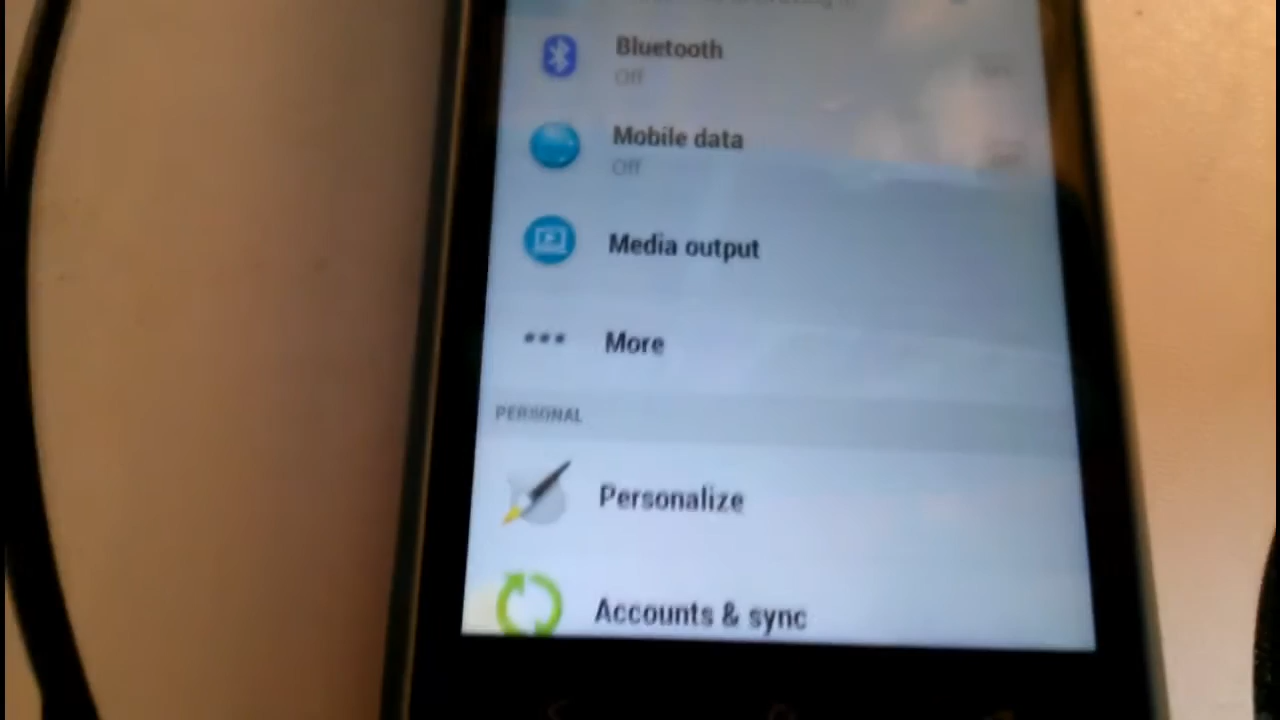 Bluetooth
Off
Mobile data
Off
Media output
More
PERSONAL
Personalize
Accounts & sync